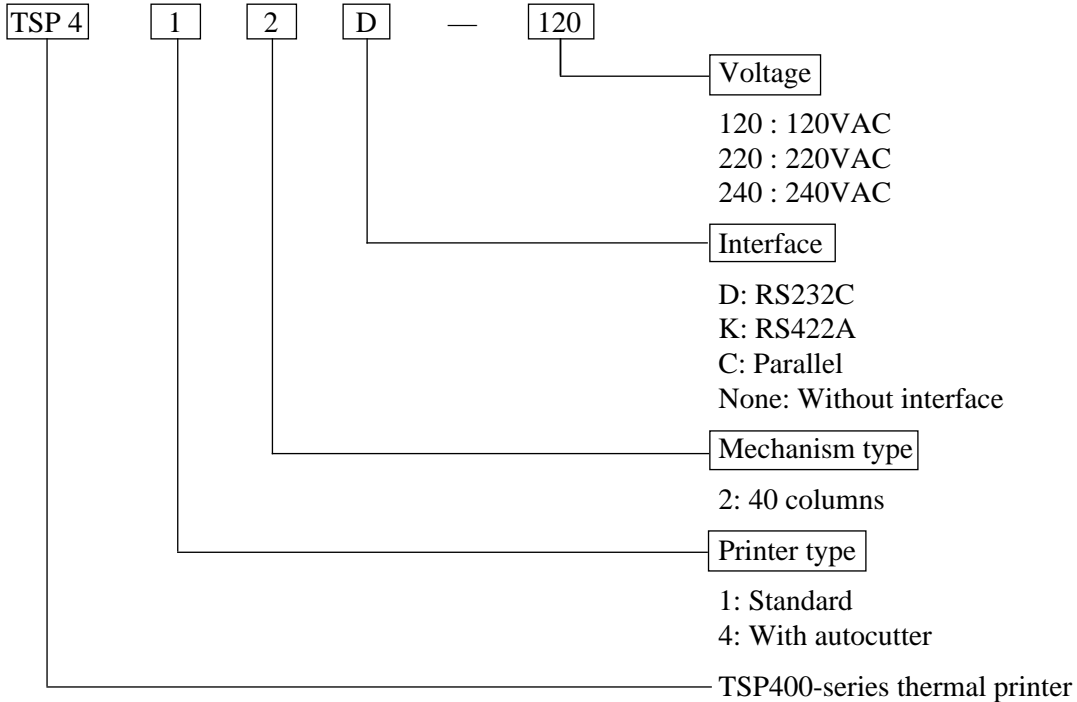 TSP 4 1 2 D — 120
Voltage
120 : 120VAC
220 : 220VAC
240 : 240VAC
Interface
D: RS232C
K: RS422A
C: Parallel
None: Without interface
Mechanism type
2: 40 columns
Printer type
1: Standard
4: With autocutter
TSP400-series thermal printer